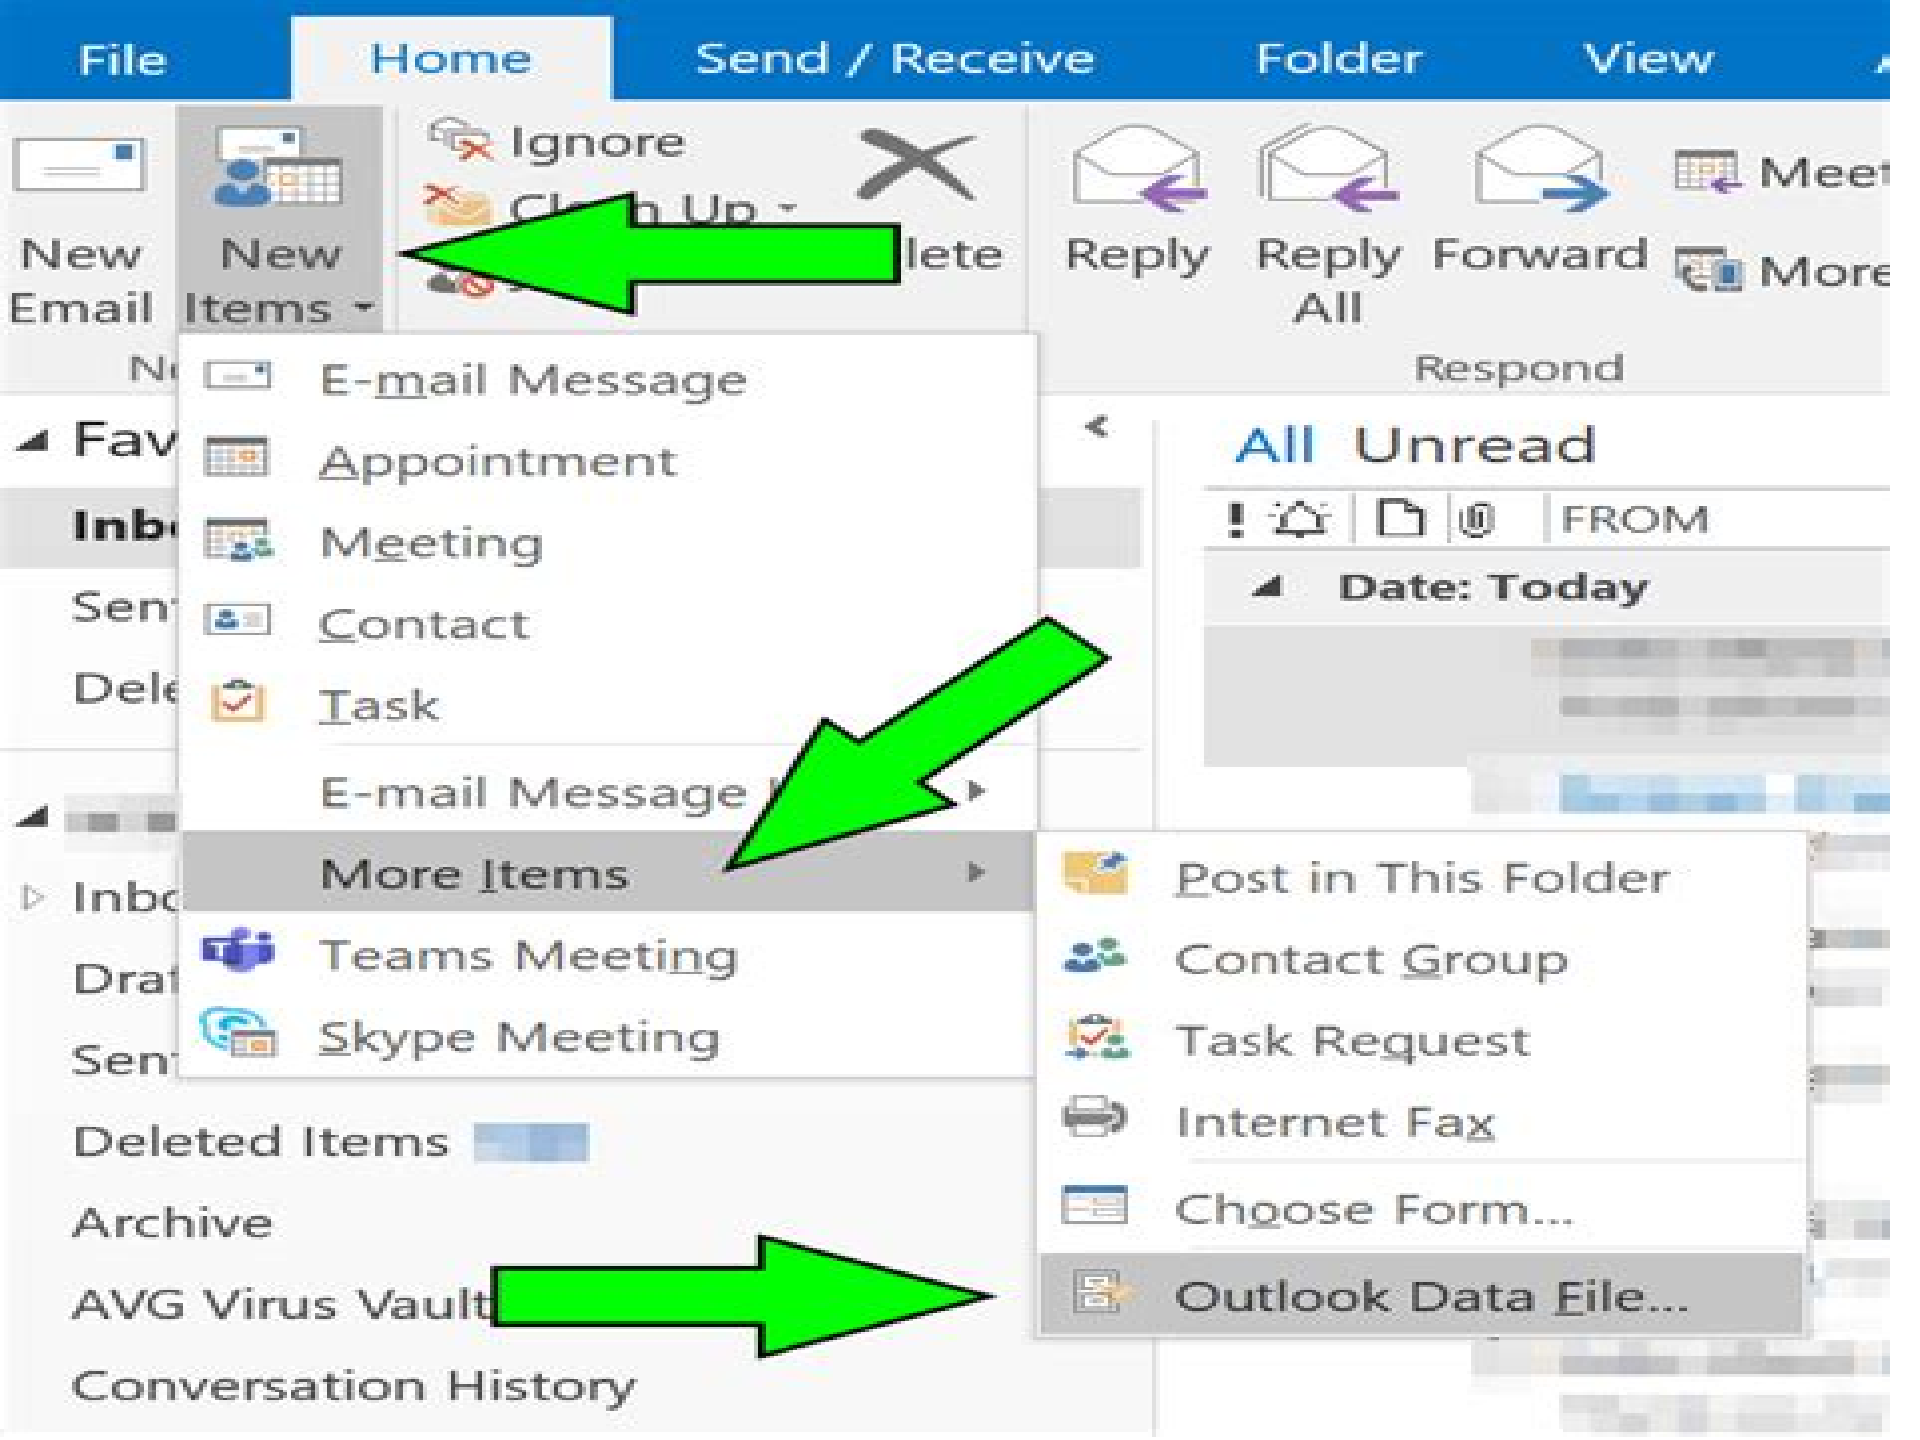 File Home Send / Receive Folder View
New Email
New Items
Ignore
Up
lete
Reply
Reply All
Forward
Respond
E-mail Message
Appointment
Meeting
Contact
Task
E-mail Message
More Items
Teams Meeting
Skype Meeting
Post in This Folder
Contact Group
Task Request
Internet Fax
Choose Form...
Outlook Data File...
All Unread
! FROM
Date: Today
Deleted Items
Archive
AVG Virus Vault
Conversation History